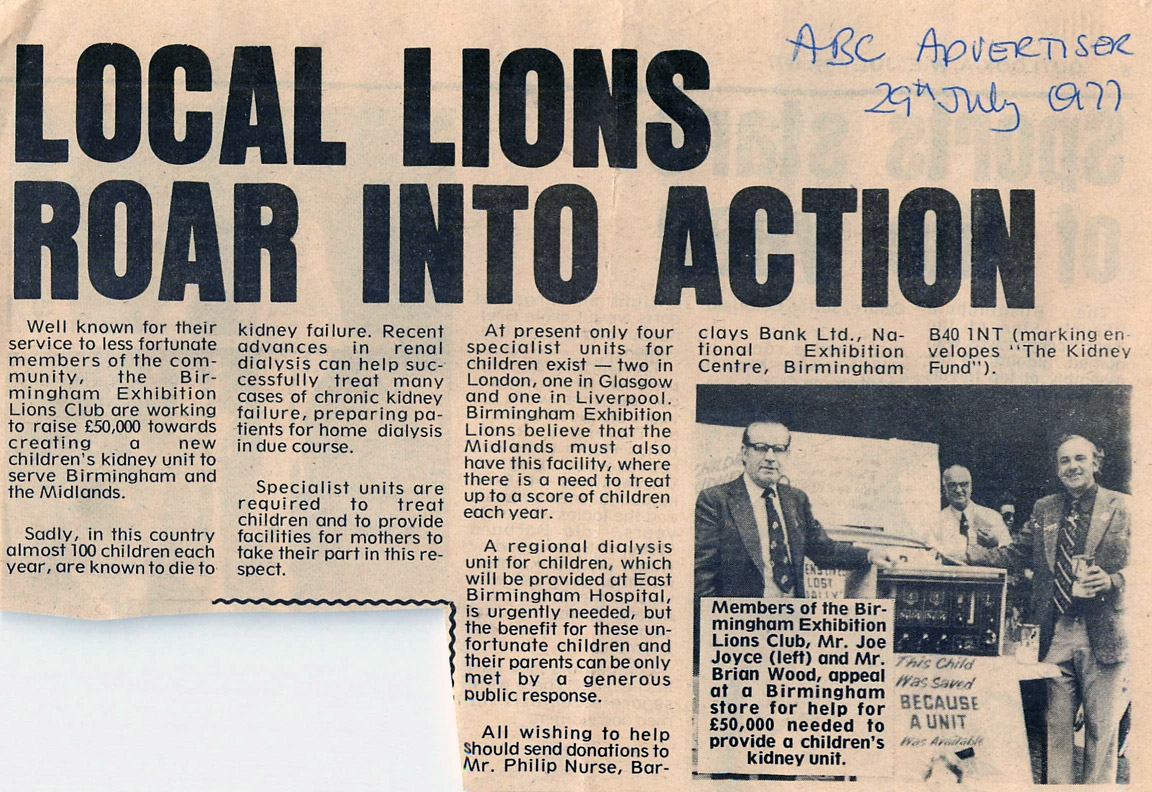 ABC ADVERTISER
29th July 1977
LOCAL LIONS
ROAR INTO ACTION
Well known for their
service to less fortunate
members of the com-
munity, the Bir-
mingham Exhibition
Lions Club are working
to raise £50,000 towards
creating a new
children's kidney unit to
serve Birmingham and
the Midlands.
Sadly, in this country
almost 100 children each
year, are known to die to
kidney failure. Recent
advances in renal
dialysis can help suc-
cessfully treat many
cases of chronic kidney
failure, preparing pa-
tients for home dialysis
in due course.
Specialist units are
required to treat
children and to provide
facilities for mothers to
take their part in this re-
spect.
At present only four
specialist units for
children exist — two in
London, one in Glasgow
and one in Liverpool.
Birmingham Exhibition
Lions believe that the
Midlands must also
have this facility, where
there is a need to treat
up to a score of children
each year.
A regional dialysis
unit for children, which
will be provided at East
Birmingham Hospital,
is urgently needed, but
the benefit for these un-
fortunate children and
their parents can be only
met by a generous
public response.
All wishing to help
should send donations to
Mr. Philip Nurse, Bar-
clays Bank Ltd., Na-
tional Exhibition
Centre, Birmingham
B40 1NT (marking en-
velopes "The Kidney
Fund").
LOST
Members of the Bir-
mingham Exhibition
Lions Club, Mr. Joe
Joyce (left) and Mr.
Brian Wood, appeal
at a Birmingham
store for help for
£50,000 needed to
provide a children's
kidney unit.
This Child
Was Saved
BECAUSE
A UNIT
Was Available